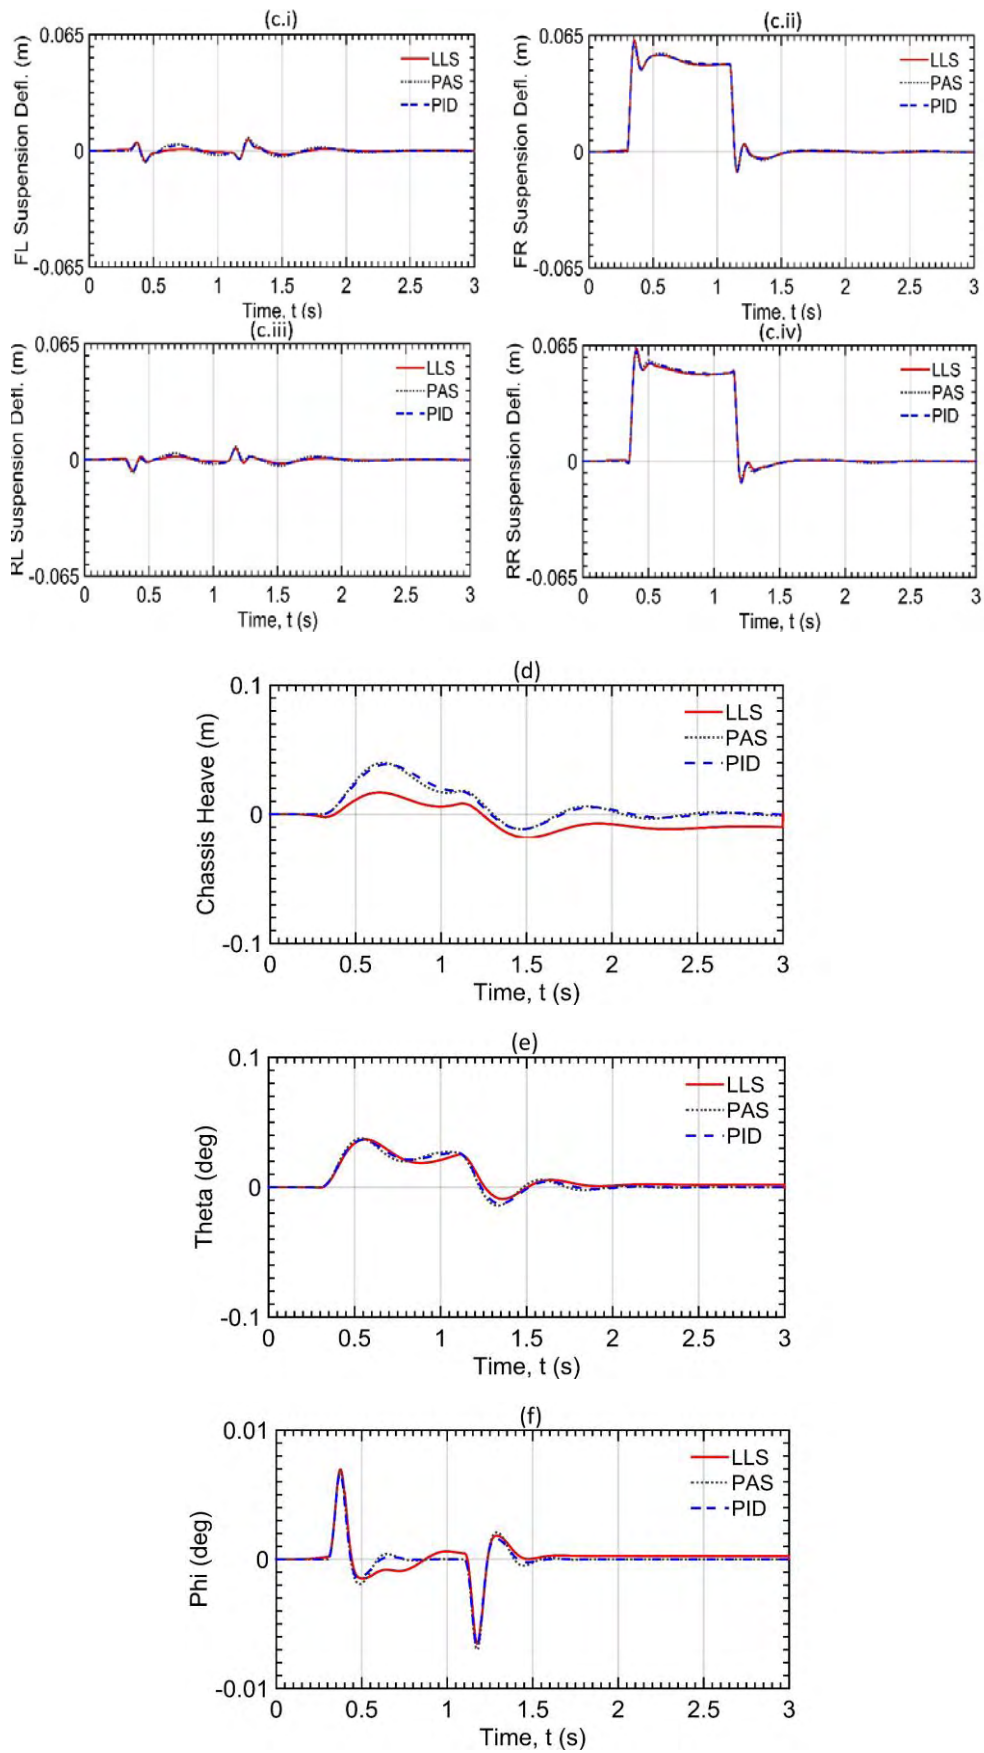 (c.i)
0.065
0
-0.065
FL Suspension Defl. (m)
LLS
PAS
PID
0 0.5 1 1.5 2 2.5 3
Time, t (s)
(c.ii)
0.065
0
-0.065
FR Suspension Defl. (m)
LLS
PAS
PID
0 0.5 1 1.5 2 2.5 3
Time, t (s)
(c.iii)
0.065
0
-0.065
RL Suspension Defl. (m)
LLS
PAS
PID
0 0.5 1 1.5 2 2.5 3
Time, t (s)
(c.iv)
0.065
0
-0.065
RR Suspension Defl. (m)
LLS
PAS
PID
0 0.5 1 1.5 2 2.5 3
Time, t (s)
(d)
0.1
0
-0.1
Chassis Heave (m)
LLS
PAS
PID
0 0.5 1 1.5 2 2.5 3
Time, t (s)
(e)
0.1
0
-0.1
Theta (deg)
LLS
PAS
PID
0 0.5 1 1.5 2 2.5 3
Time, t (s)
(f)
0.01
0
-0.01
Phi (deg)
LLS
PAS
PID
0 0.5 1 1.5 2 2.5 3
Time, t (s)